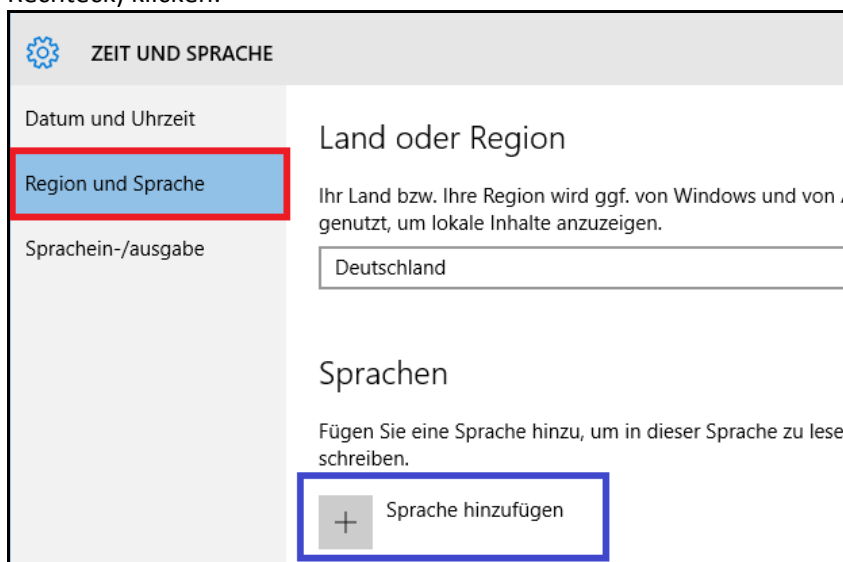 ZEIT UND SPRACHE
Datum und Uhrzeit
Region und Sprache
Sprachein-/ausgabe
Land oder Region
Ihr Land bzw. Ihre Region wird ggf. von Windows und von
genutzt, um lokale Inhalte anzuzeigen.
Deutschland
Sprachen
Fügen Sie eine Sprache hinzu, um in dieser Sprache zu lese
schreiben.
+ Sprache hinzufügen